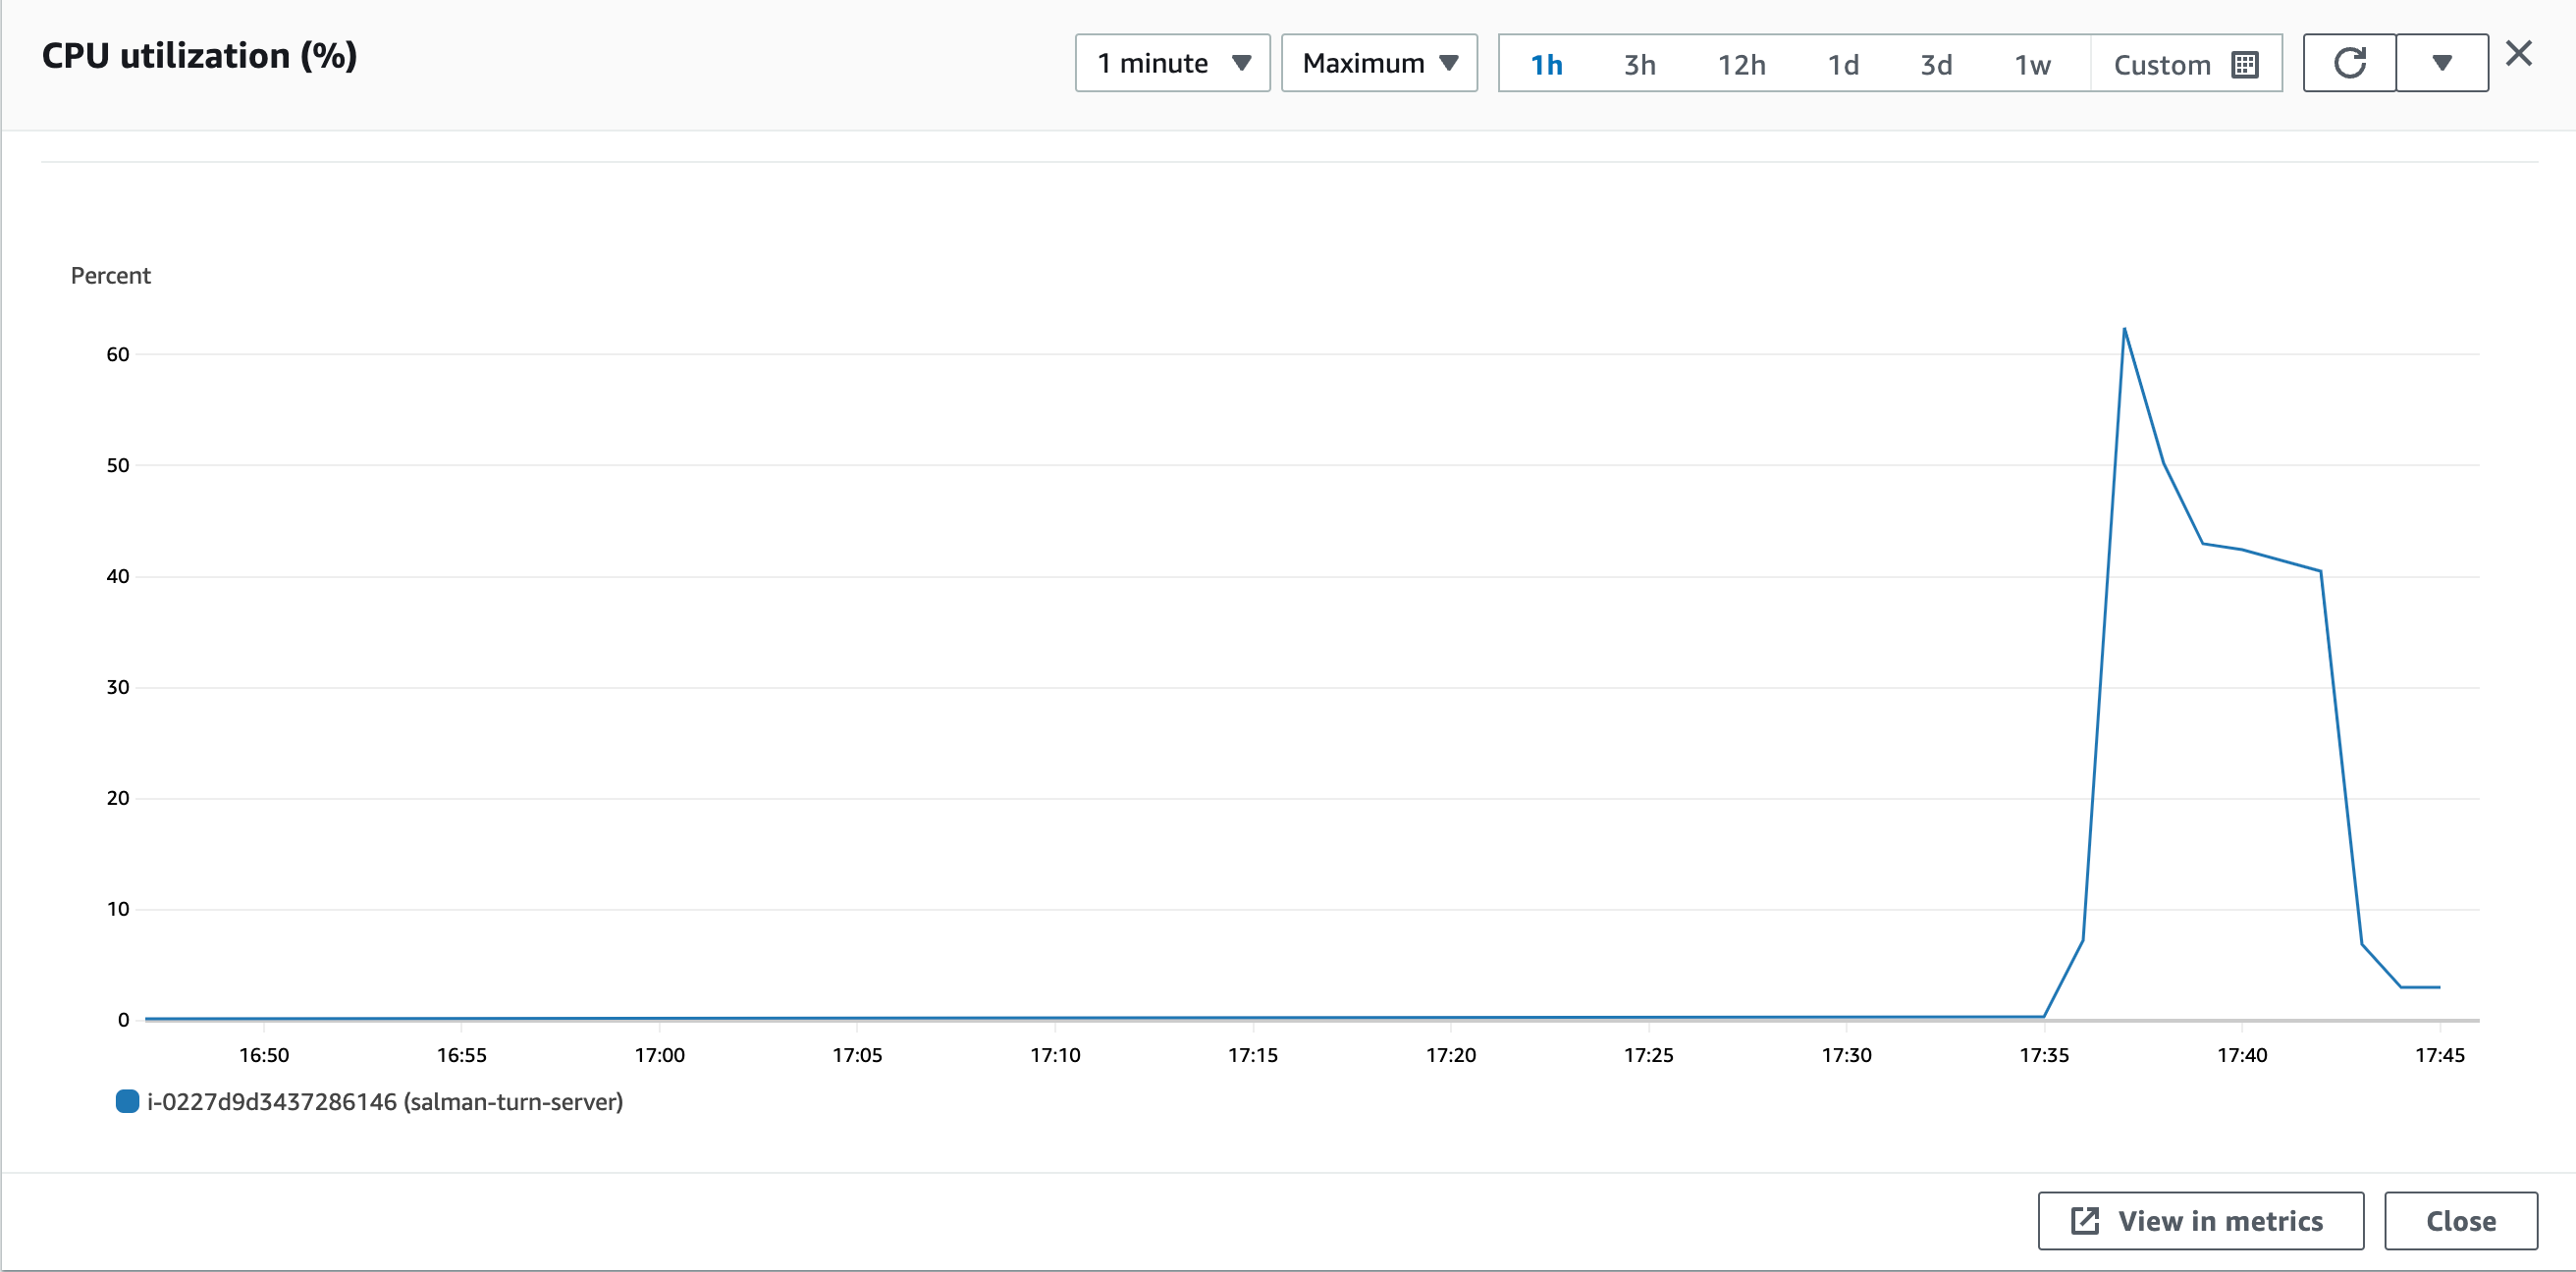 CPU utilization (%)
1 minute
Maximum
1h 3h 12h 1d 3d 1w Custom
Percent
60
50
40
30
20
10
0
16:50 16:55 17:00 17:05 17:10 17:15 17:20 17:25 17:30 17:35 17:40 17:45
i-0227d9d3437286146 (salman-turn-server)
View in metrics
Close